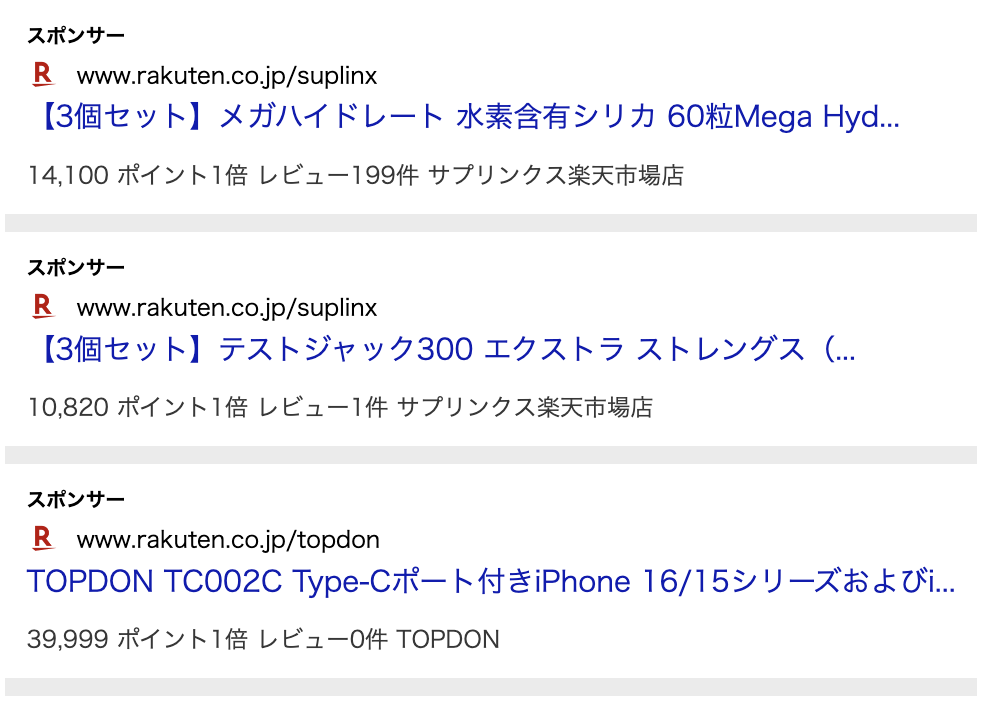 スポンサー
R www.rakuten.co.jp/suplinx
【3個セット】メガハイドレート 水素含有シリカ 60粒Mega Hyd...
14,100 ポイント1倍 レビュー199件 サプリンクス楽天市場店
スポンサー
R www.rakuten.co.jp/suplinx
【3個セット】テストジャック300 エクストラ ストレングス（...
10,820 ポイント1倍 レビュー1件 サプリンクス楽天市場店
スポンサー
R www.rakuten.co.jp/topdon
TOPDON TC002C Type-Cポート付きiPhone 16/15シリーズおよびi...
39,999 ポイント1倍 レビュー0件 TOPDON